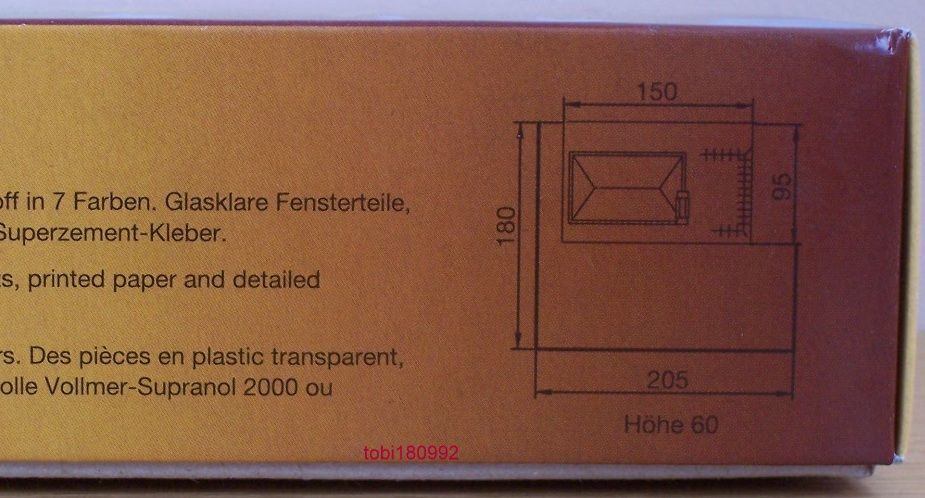 off in 7 Farben. Glasklare Fensterteile,
Superzement-Kleber.
s, printed paper and detailed
rs. Des pièces en plastic transparent,
olle Vollmer-Supranol 2000 ou
150
180
95
205
Höhe 60
tobi180992